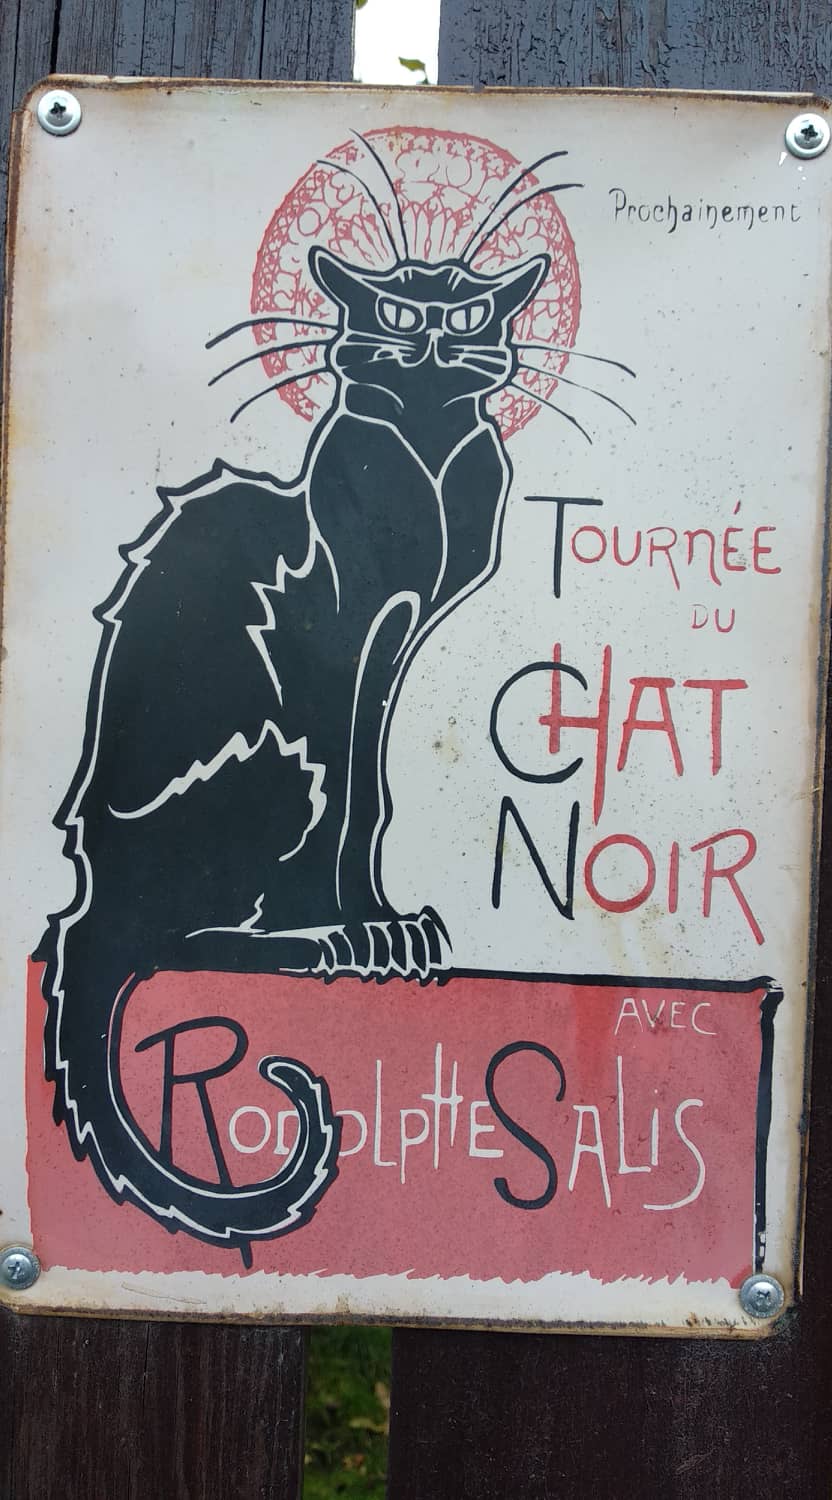 Prochainement
TOURNÉE
DU
CHAT
NOIR
AVEC
RODOLPHE SALIS